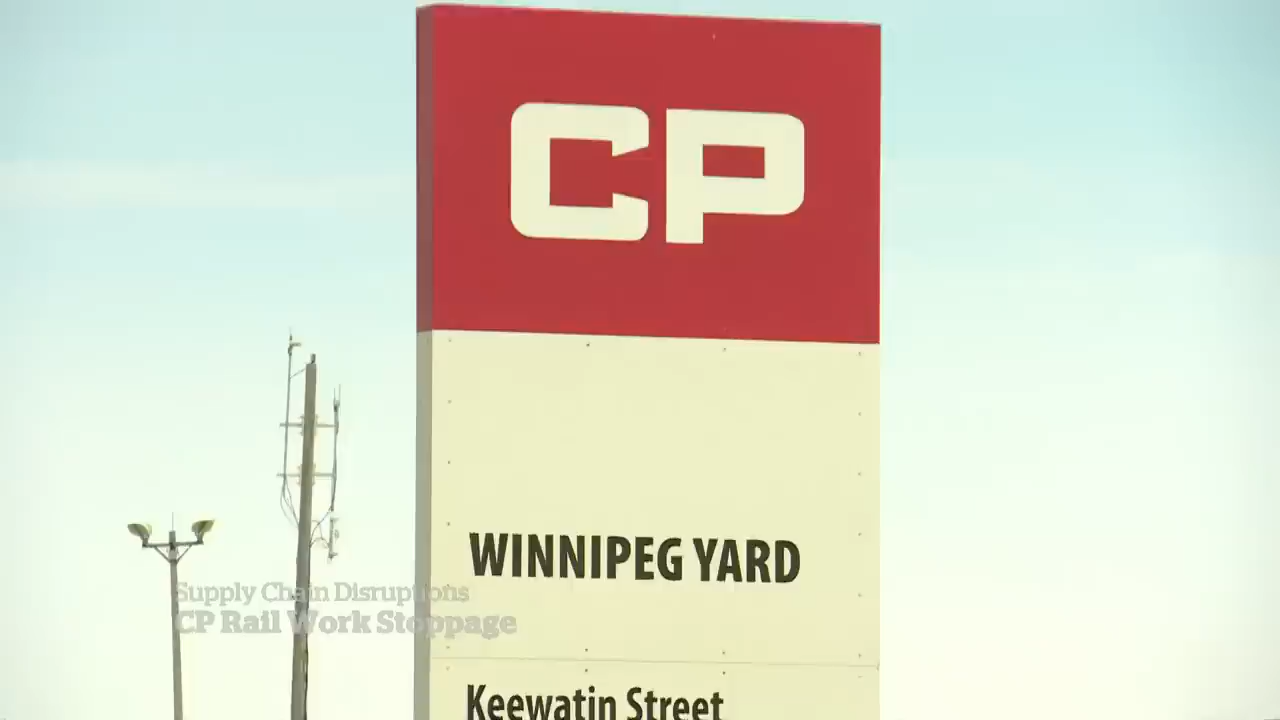 CP
WINNIPEG YARD
Supply Chain Disruptions
CP Rail Work Stoppage
Keewatin Street